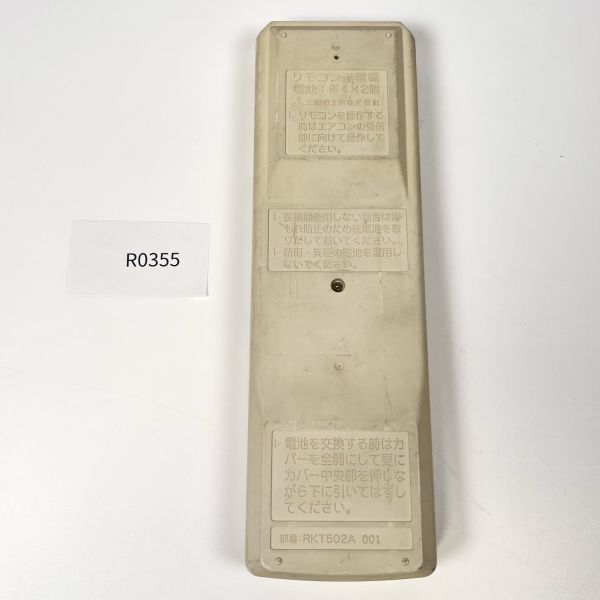 R0355
リモコン送信機
電池:単4×2個
三菱重工業株式会社
リモコンを操作する
時はエアコンの受信
部に向けて操作して
ください。
長期間使用しない場合は液
もれ防止のため乾電池を取
りだしておいてください。
新旧・異種の電池を混用し
ないでください。
電池を交換する時はカ
バーを全開にして更に
カバー中央部を押しな
がら下に引いてはずし
てください。
部番:RKT502A 001